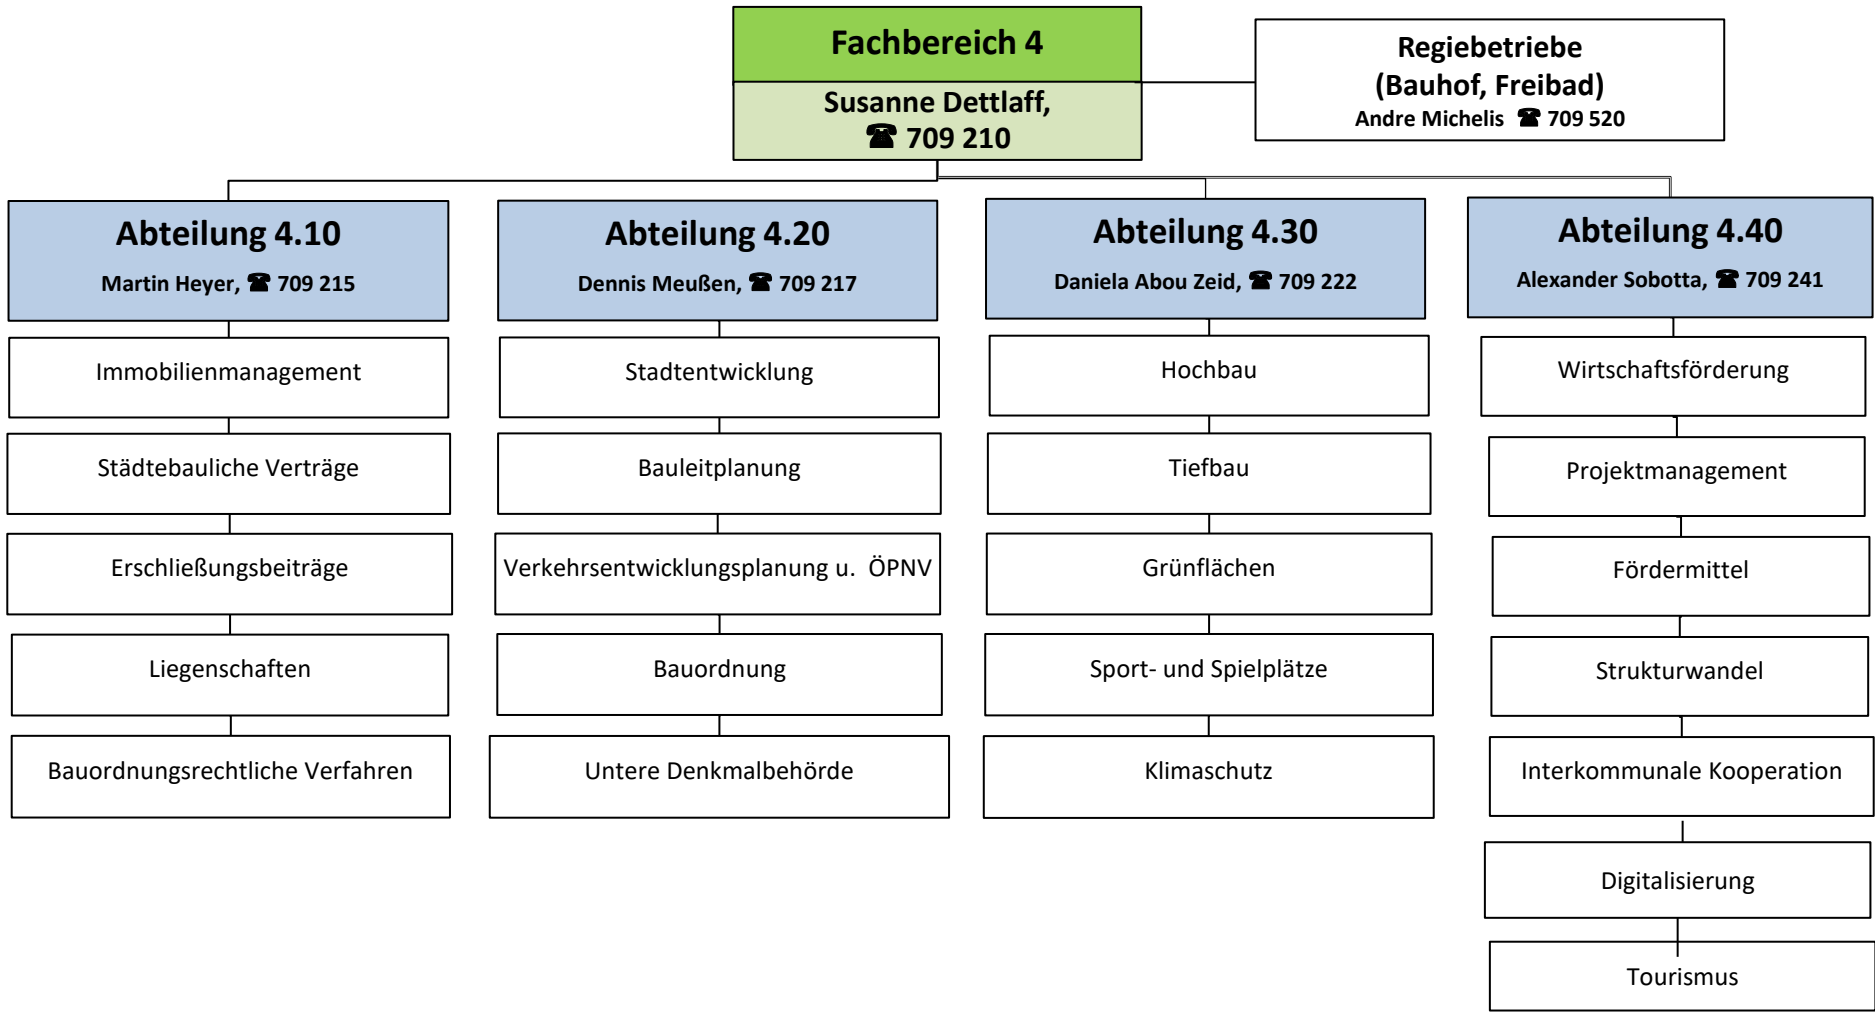 Fachbereich 4
Susanne Dettlaff,
☎ 709 210
Regiebetriebe
(Bauhof, Freibad)
Andre Michelis ☎ 709 520
Abteilung 4.10
Martin Heyer, ☎ 709 215
Immobilienmanagement
Städtebauliche Verträge
Erschließungsbeiträge
Liegenschaften
Bauordnungsrechtliche Verfahren
Abteilung 4.20
Dennis Meußen, ☎ 709 217
Stadtentwicklung
Bauleitplanung
Verkehrsentwicklungsplanung u. ÖPNV
Bauordnung
Untere Denkmalbehörde
Abteilung 4.30
Daniela Abou Zeid, ☎ 709 222
Hochbau
Tiefbau
Grünflächen
Sport- und Spielplätze
Klimaschutz
Abteilung 4.40
Alexander Sobotta, ☎ 709 241
Wirtschaftsförderung
Projektmanagement
Fördermittel
Strukturwandel
Interkommunale Kooperation
Digitalisierung
Tourismus